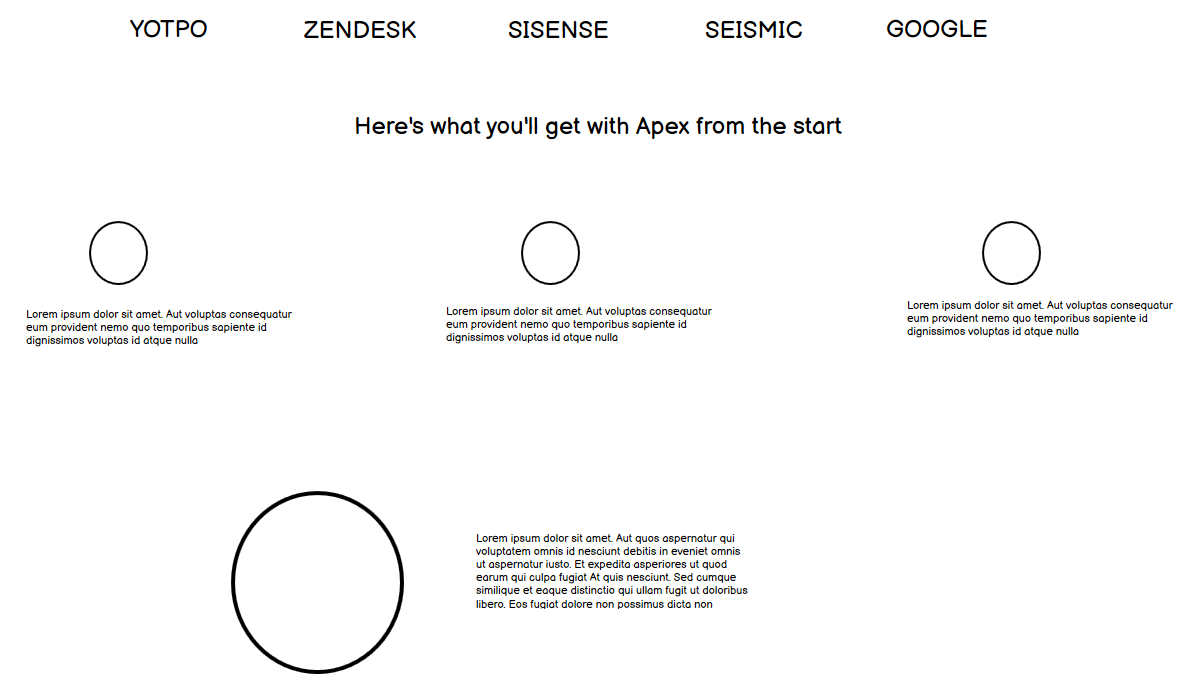 YOTPO ZENDESK SISENSE SEISMIC GOOGLE
Here's what you'll get with Apex from the start
Lorem ipsum dolor sit amet. Aut voluptas consequatur
eum provident nemo quo temporibus sapiente id
dignissimos voluptas id atque nulla
Lorem ipsum dolor sit amet. Aut voluptas consequatur
eum provident nemo quo temporibus sapiente id
dignissimos voluptas id atque nulla
Lorem ipsum dolor sit amet. Aut voluptas consequatur
eum provident nemo quo temporibus sapiente id
dignissimos voluptas id atque nulla
Lorem ipsum dolor sit amet. Aut quos aspernatur qui
voluptatem omnis id nesciunt debitis in eveniet omnis
ut aspernatur iusto. Et expedita asperiores et quod
earum qui culpa fugiat At quis nesciunt. Sed cumque
similique et eaque distinctio qui ullam fugit ut doloribus
libero. Eos fugiat dolore non possimus dicta non